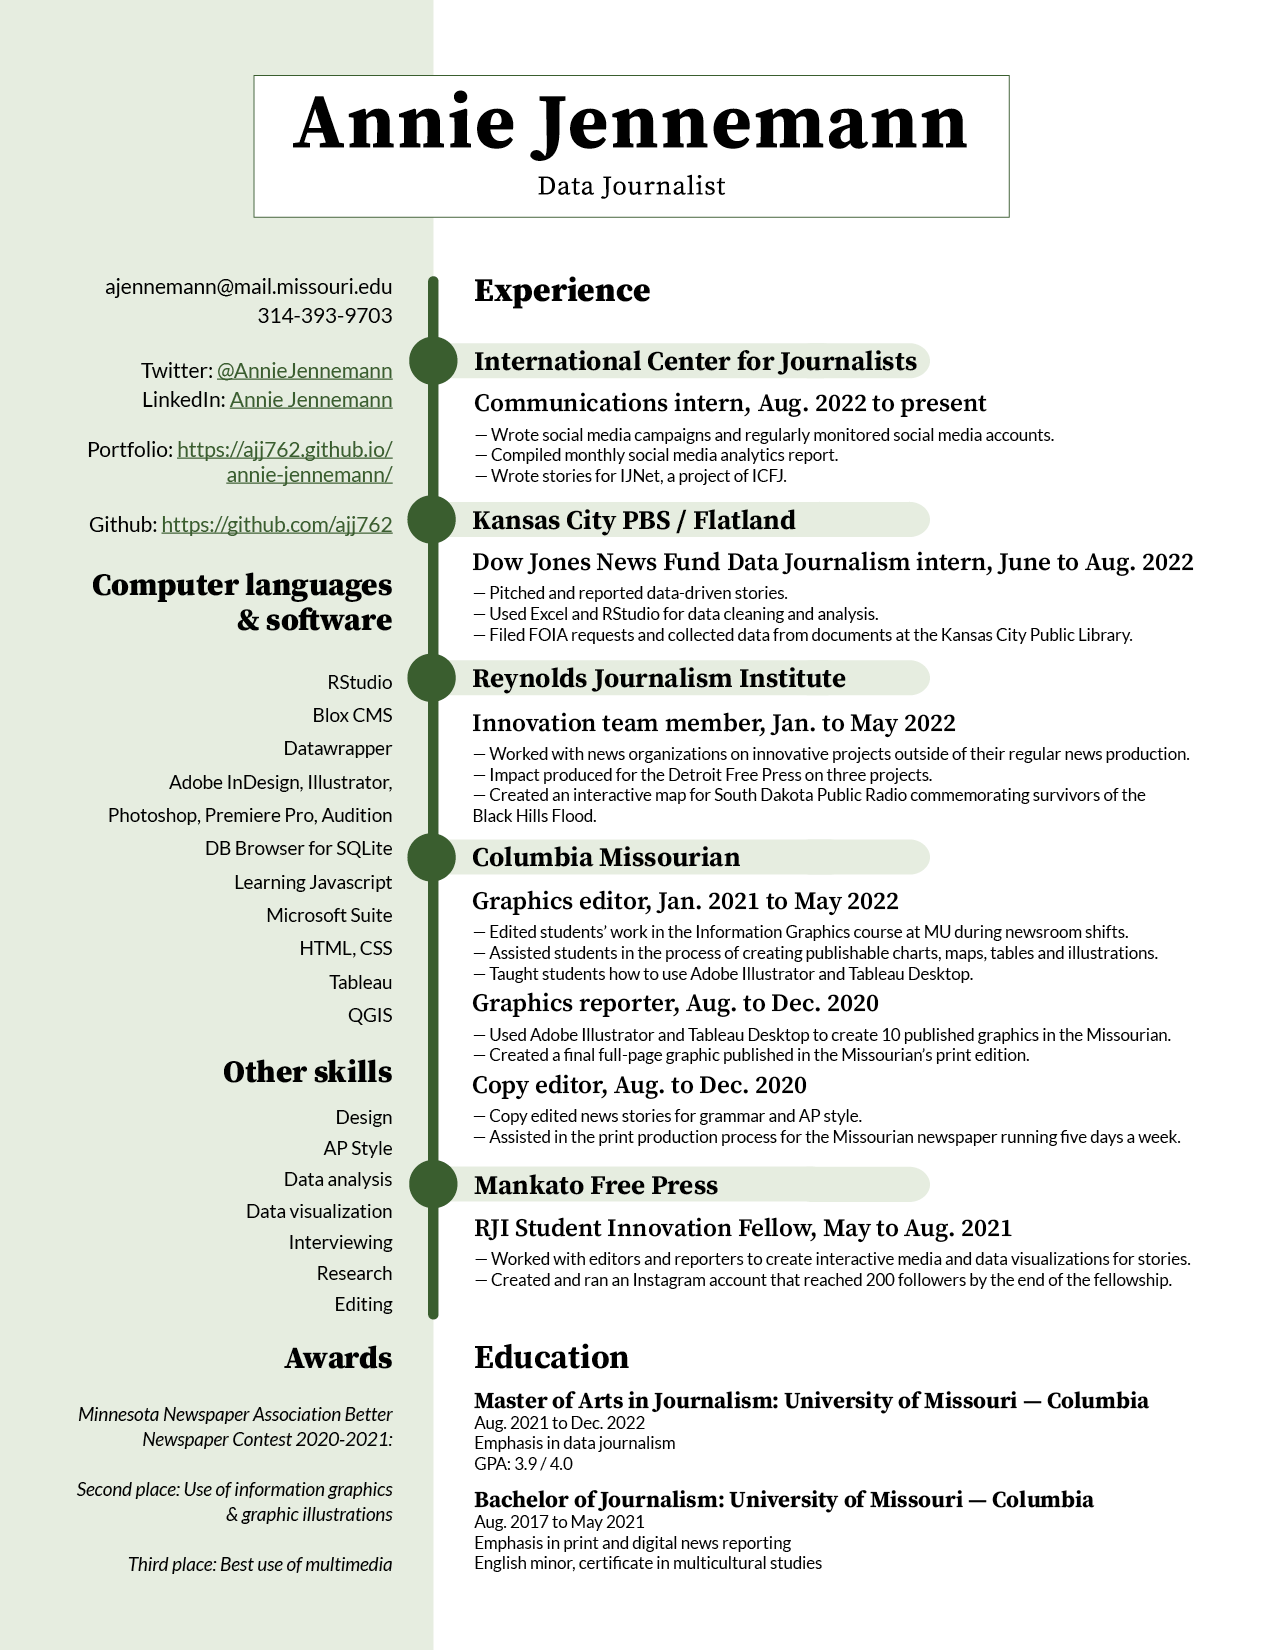 Annie Jennemann
Data Journalist
ajennemann@mail.missouri.edu
314-393-9703
Twitter: @AnnieJennemann
LinkedIn: Annie Jennemann
Portfolio: https://ajj762.github.io/
annie-jennemann/
Github: https://github.com/ajj762
Computer languages
& software
RStudio
Blox CMS
Datawrapper
Adobe InDesign, Illustrator,
Photoshop, Premiere Pro, Audition
DB Browser for SQLite
Learning Javascript
Microsoft Suite
HTML, CSS
Tableau
QGIS
Other skills
Design
AP Style
Data analysis
Data visualization
Interviewing
Research
Editing
Awards
Minnesota Newspaper Association Better
Newspaper Contest 2020-2021:
Second place: Use of information graphics
& graphic illustrations
Third place: Best use of multimedia
Experience
International Center for Journalists
Communications intern, Aug. 2022 to present
— Wrote social media campaigns and regularly monitored social media accounts.
— Compiled monthly social media analytics report.
— Wrote stories for IJNet, a project of ICFJ.
Kansas City PBS / Flatland
Dow Jones News Fund Data Journalism intern, June to Aug. 2022
— Pitched and reported data-driven stories.
— Used Excel and RStudio for data cleaning and analysis.
— Filed FOIA requests and collected data from documents at the Kansas City Public Library.
Reynolds Journalism Institute
Innovation team member, Jan. to May 2022
— Worked with news organizations on innovative projects outside of their regular news production.
— Impact produced for the Detroit Free Press on three projects.
— Created an interactive map for South Dakota Public Radio commemorating survivors of the
Black Hills Flood.
Columbia Missourian
Graphics editor, Jan. 2021 to May 2022
— Edited students’ work in the Information Graphics course at MU during newsroom shifts.
— Assisted students in the process of creating publishable charts, maps, tables and illustrations.
— Taught students how to use Adobe Illustrator and Tableau Desktop.
Graphics reporter, Aug. to Dec. 2020
— Used Adobe Illustrator and Tableau Desktop to create 10 published graphics in the Missourian.
— Created a final full-page graphic published in the Missourian’s print edition.
Copy editor, Aug. to Dec. 2020
— Copy edited news stories for grammar and AP style.
— Assisted in the print production process for the Missourian newspaper running five days a week.
Mankato Free Press
RJI Student Innovation Fellow, May to Aug. 2021
— Worked with editors and reporters to create interactive media and data visualizations for stories.
— Created and ran an Instagram account that reached 200 followers by the end of the fellowship.
Education
Master of Arts in Journalism: University of Missouri — Columbia
Aug. 2021 to Dec. 2022
Emphasis in data journalism
GPA: 3.9 / 4.0
Bachelor of Journalism: University of Missouri — Columbia
Aug. 2017 to May 2021
Emphasis in print and digital news reporting
English minor, certificate in multicultural studies